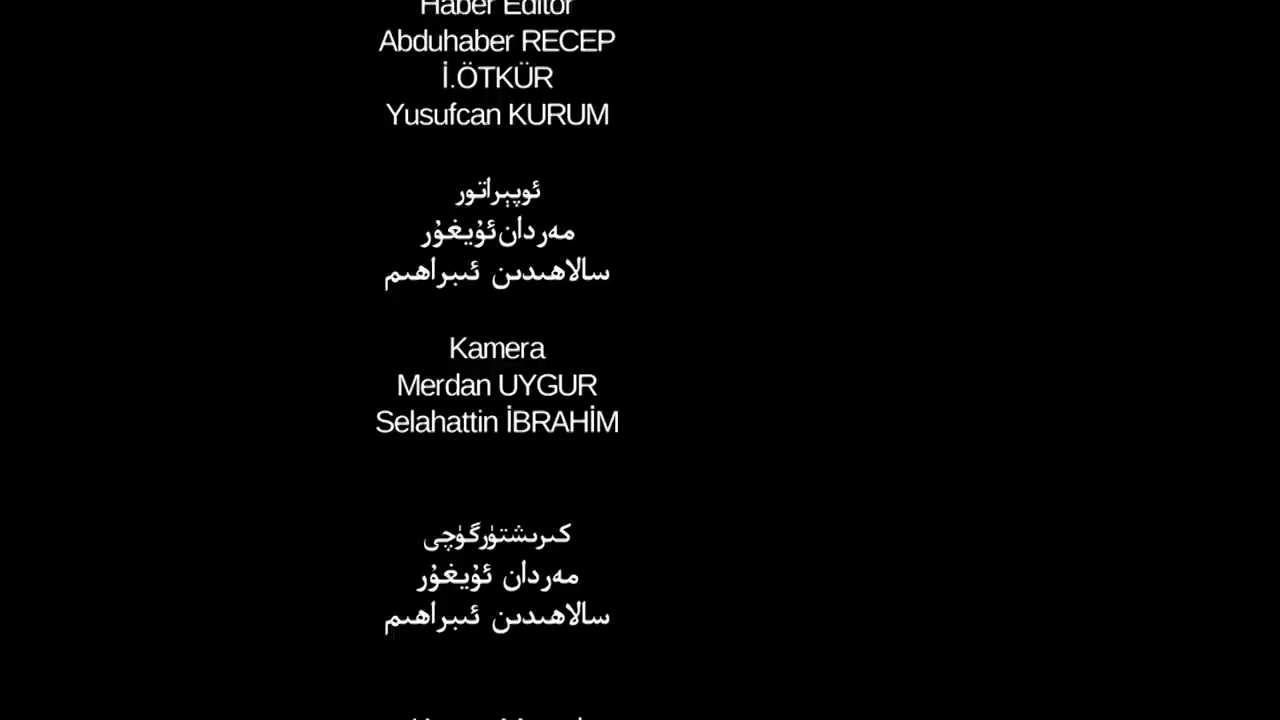 Haber Editör
Abduhaber RECEP
İ.ÖTKÜR
Yusufcan KURUM
ئوپېراتور
مەردان ئۇيغۇر
سالاھىدىن ئىبراھىم
Kamera
Merdan UYGUR
Selahattin İBRAHİM
كىرىشتۈرگۈچى
مەردان ئۇيغۇر
سالاھىدىن ئىبراھىم